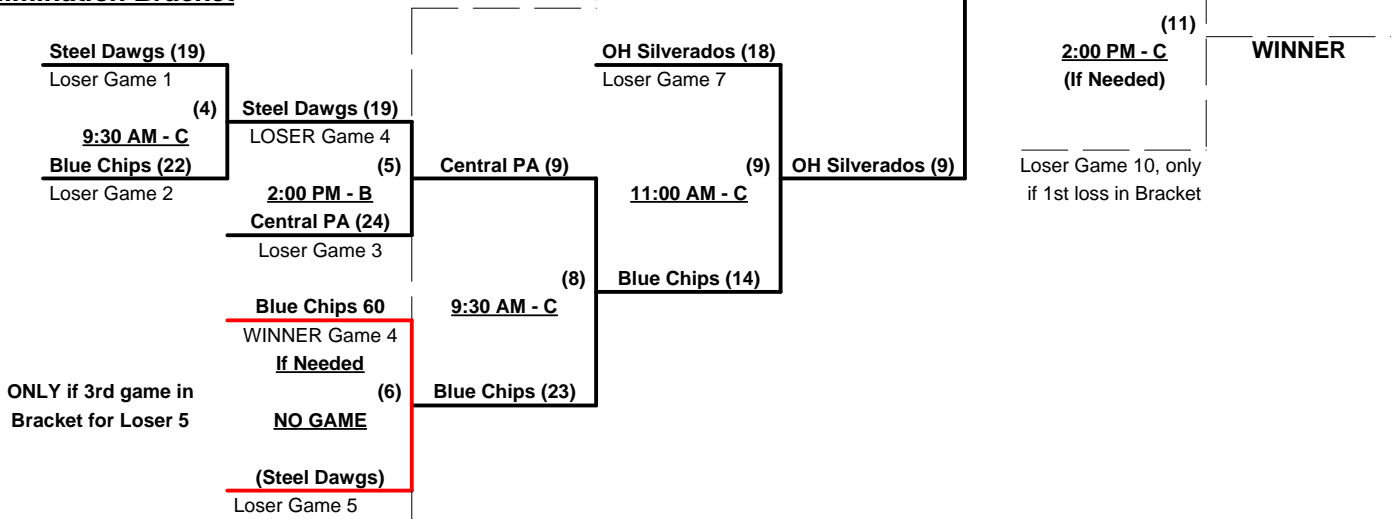 Steel Dawgs (19)
Loser Game 1
(4)
9:30 AM - C
Blue Chips (22)
Loser Game 2
Steel Dawgs (19)
LOSER Game 4
(5)
2:00 PM - B
Central PA (24)
Loser Game 3
Blue Chips 60
WINNER Game 4
If Needed
(6)
NO GAME
(Steel Dawgs)
Loser Game 5
ONLY if 3rd game in
Bracket for Loser 5
Central PA (9)
(8)
9:30 AM - C
Blue Chips (23)
OH Silverados (18)
Loser Game 7
(9)
11:00 AM - C
Blue Chips (14)
OH Silverados (9)
(11)
2:00 PM - C
(If Needed)
Loser Game 10, only
if 1st loss in Bracket
WINNER